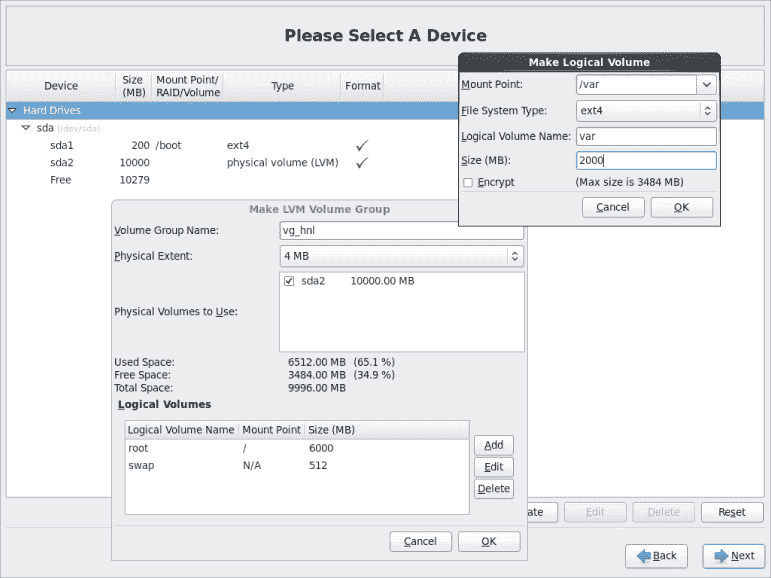 Please Select A Device
Device Size (MB) Mount Point/ RAID/Volume Type Format
Hard Drives
sda (/dev/sda)
sda1 200 /boot ext4
sda2 10000 physical volume (LVM)
Free 10279
Make Logical Volume
Mount Point: /var
File System Type: ext4
Logical Volume Name: var
Size (MB): 2000
Encrypt (Max size is 3484 MB)
Cancel OK
Make LVM Volume Group
Volume Group Name: vg_hnl
Physical Extent: 4 MB
sda2 10000.00 MB
Physical Volumes to Use:
Used Space: 6512.00 MB (65.1 %)
Free Space: 3484.00 MB (34.9 %)
Total Space: 9996.00 MB
Logical Volumes
Logical Volume Name Mount Point Size (MB)
root / 6000
swap N/A 512
Add
Edit
Delete
Cancel OK
ate Edit Delete Reset
Back Next